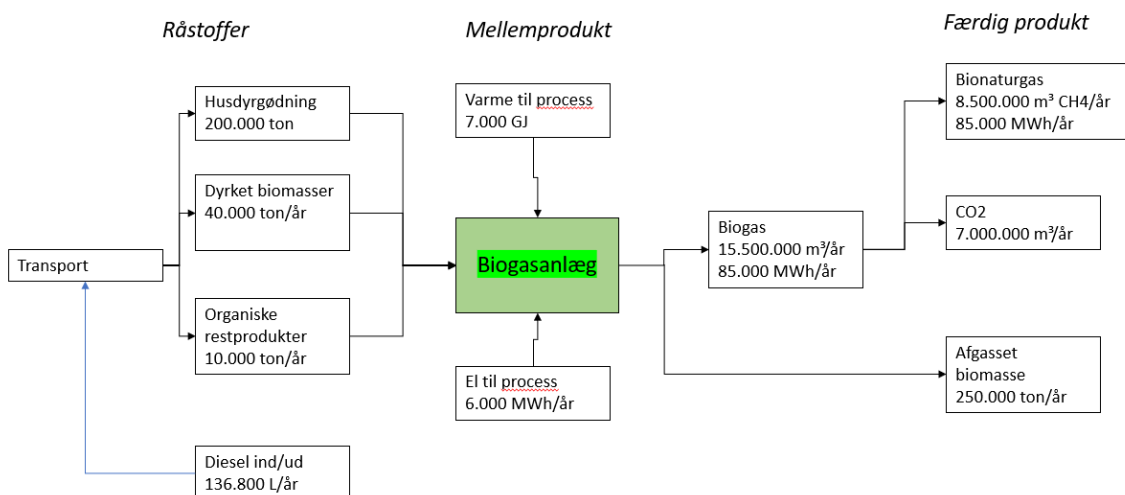 Råstoffer
Mellemprodukt
Færdig produkt
Husdyrgødning
200.000 ton
Dyrket biomasser
40.000 ton/år
Transport
Organiske
restprodukter
10.000 ton/år
Diesel ind/ud
136.800 L/år
Varme til process
7.000 GJ
Biogasanlæg
El til process
6.000 MWh/år
Biogas
15.500.000 m³/år
85.000 MWh/år
Bionaturgas
8.500.000 m³ CH4/år
85.000 MWh/år
CO2
7.000.000 m³/år
Afgasset
biomasse
250.000 ton/år